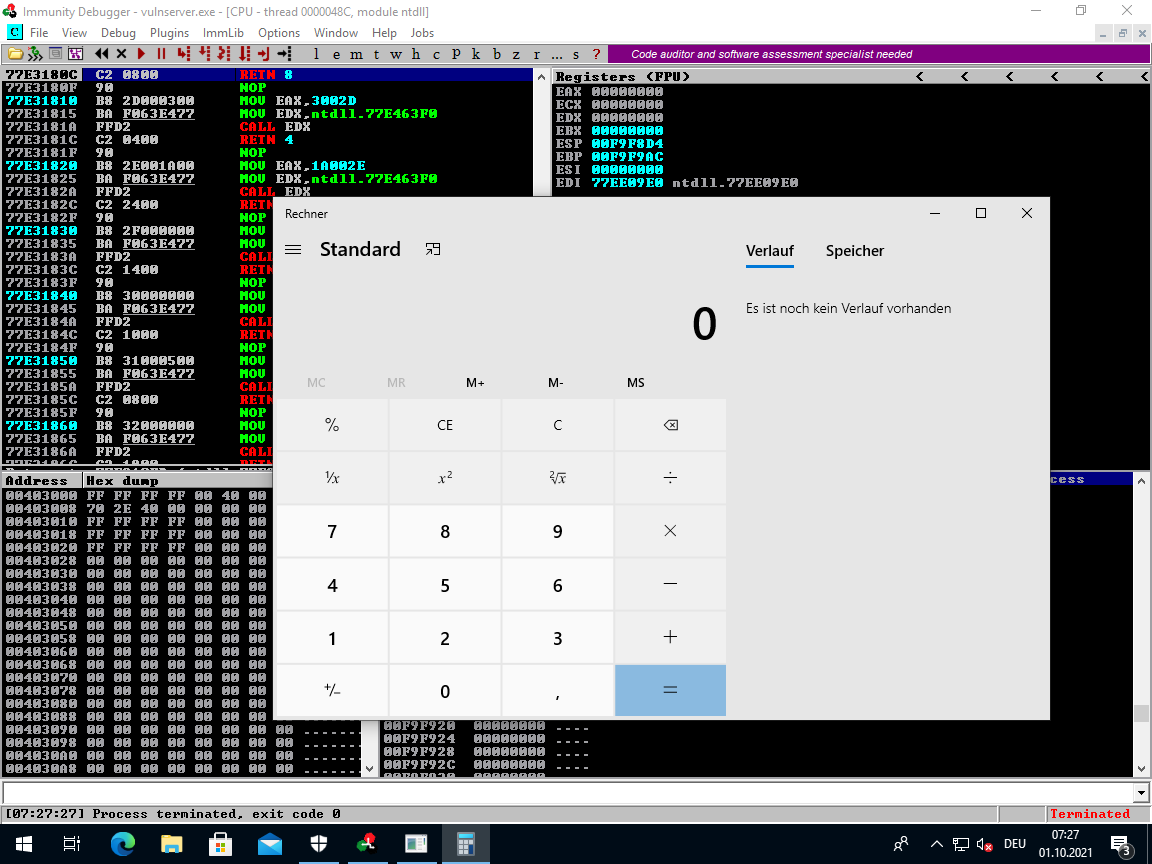 Immunity Debugger - vulnserver.exe - [CPU - thread 0000048C, module ntdll]
C File View Debug Plugins ImmLib Options Window Help Jobs
l e m t w h c P k b z r ... s ? Code auditor and software assessment specialist needed
77E3180C C2 0800 RETN 8
77E3180F 90 NOP
77E31810 B8 2D000300 MOV EAX,3002D
77E31815 BA F063E477 MOV EDX,ntdll.77E463F0
77E3181A FFD2 CALL EDX
77E3181C C2 0400 RETN 4
77E3181F 90 NOP
77E31820 B8 2E001A00 MOV EAX,1A002E
77E31825 BA F063E477 MOV EDX,ntdll.77E463F0
77E3182A FFD2 CALL EDX
77E3182C C2 2400 RETN
77E3182F 90 NOP
77E31830 B8 2F000000 MOV
77E31835 BA F063E477 MOV
77E3183A FFD2 CALL
77E3183C C2 1400 RETN
77E3183F 90 NOP
77E31840 B8 30000000 MOV
77E31845 BA F063E477 MOV
77E3184A FFD2 CALL
77E3184C C2 1000 RETN
77E3184F 90 NOP
77E31850 B8 31000500 MOV
77E31855 BA F063E477 MOV
77E3185A FFD2 CALL
77E3185C C2 0800 RETN
77E3185F 90 NOP
77E31860 B8 32000000 MOV
77E31865 BA F063E477 MOV
77E3186A FFD2 CALL
Registers (FPU) < < < < < <
EAX 00000000
ECX 00000000
EDX 00000000
EBX 00000000
ESP 00F9F8D4
EBP 00F9F9AC
ESI 00000000
EDI 77EE09E0 ntdll.77EE09E0
Rechner
Standard
Verlauf Speicher
Es ist noch kein Verlauf vorhanden
0
MC MR M+ M- MS
% CE C ⌫
¹/x x² ²√x ÷
7 8 9 ×
4 5 6 −
1 2 3 +
+/− 0 , =
Address Hex dump
00403000 FF FF FF FF 00 40 00
00403008 70 2E 40 00 00 00 00
00403010 FF FF FF FF 00 00 00
00403018 FF FF FF FF 00 00 00
00403020 FF FF FF FF 00 00 00
00403028 00 00 00 00 00 00 00
00403030 00 00 00 00 00 00 00
00403038 00 00 00 00 00 00 00
00403040 00 00 00 00 00 00 00
00403048 00 00 00 00 00 00 00
00403050 00 00 00 00 00 00 00
00403058 00 00 00 00 00 00 00
00403060 00 00 00 00 00 00 00
00403068 00 00 00 00 00 00 00
00403070 00 00 00 00 00 00 00
00403078 00 00 00 00 00 00 00
00403080 00 00 00 00 00 00 00
00403088 00 00 00 00 00 00 00
00403090 00 00 00 00 00 00 00 00 .......
00403098 00 00 00 00 00 00 00 00 .......
004030A0 00 00 00 00 00 00 00 00 .......
004030A8 00 00 00 00 00 00 00 00 .......
cess
00F9F920 00000000 ....
00F9F924 00000000 ....
00F9F928 00000000 ....
00F9F92C 00000000 ....
[07:27:27] Process terminated, exit code 0
Terminated
DEU
07:27
01.10.2021
3